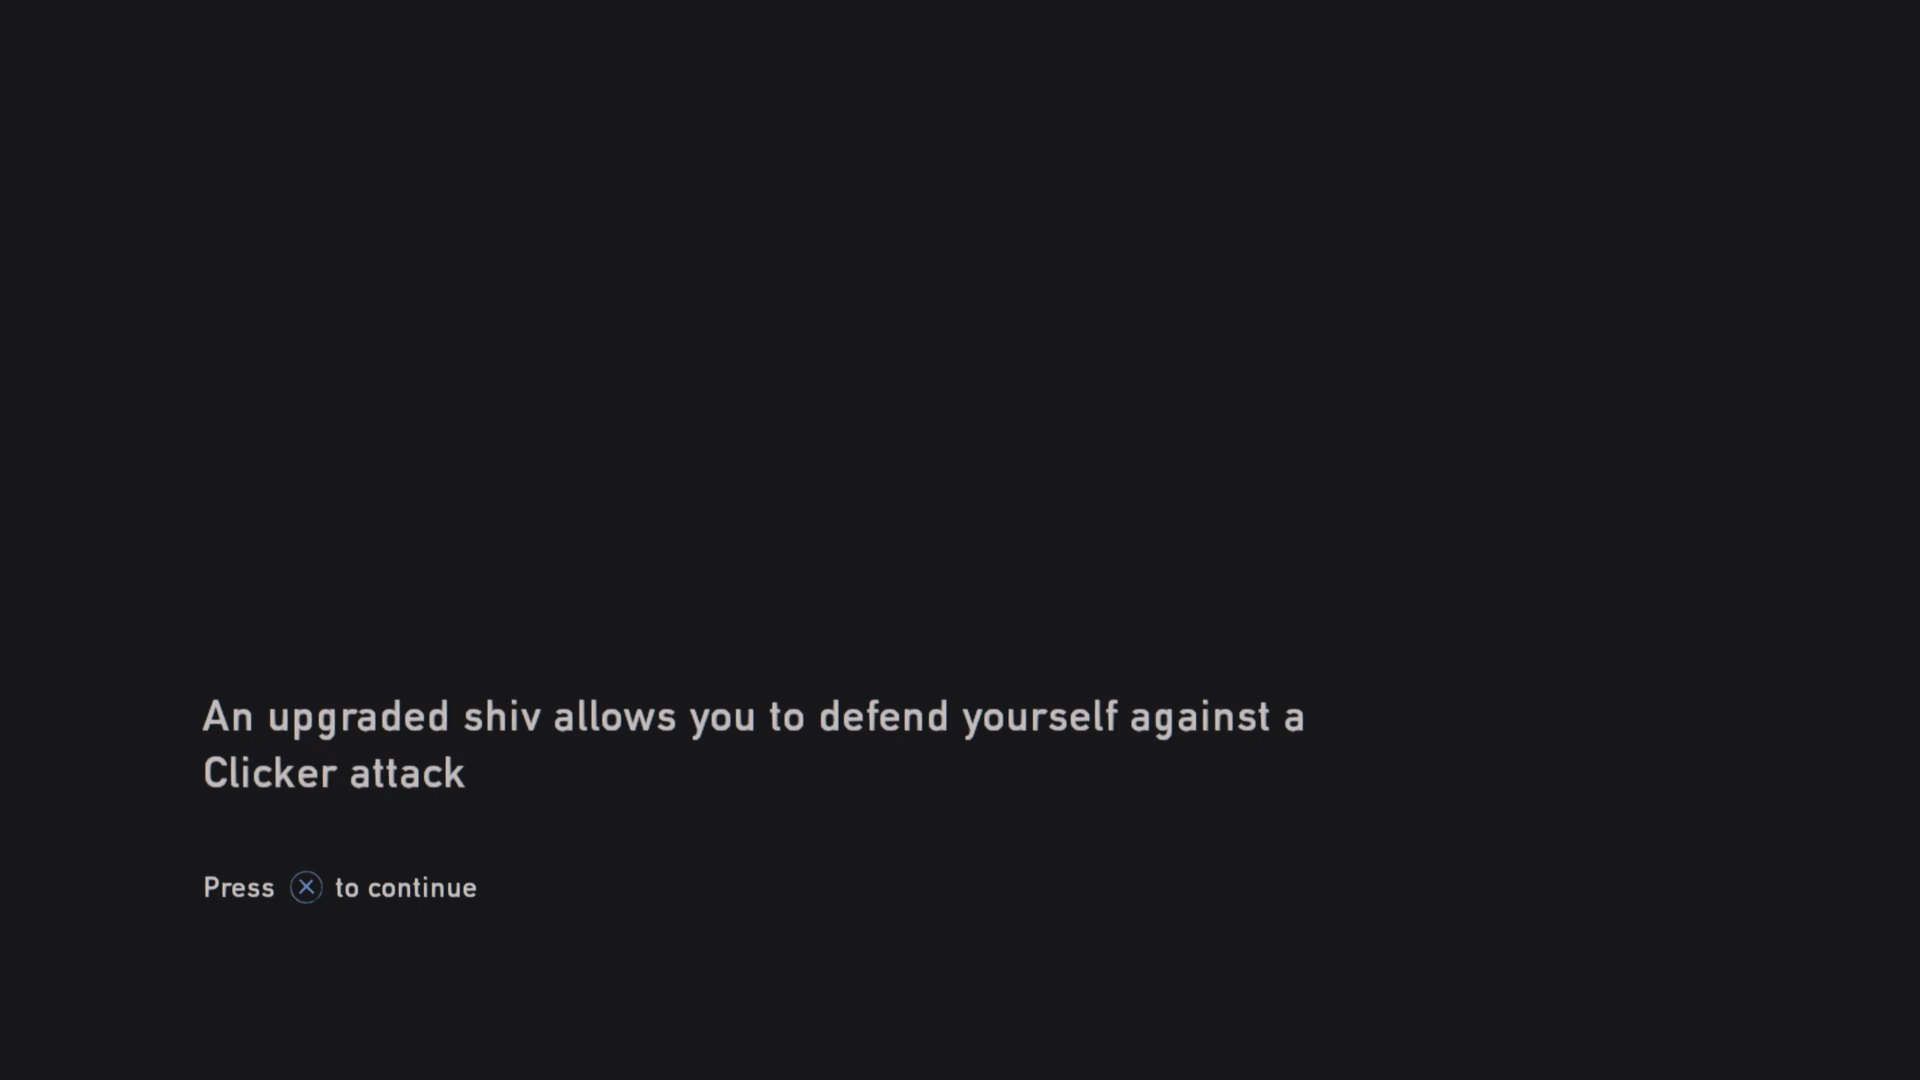 An upgraded shiv allows you to defend yourself against a
Clicker attack
Press ⓧ to continue